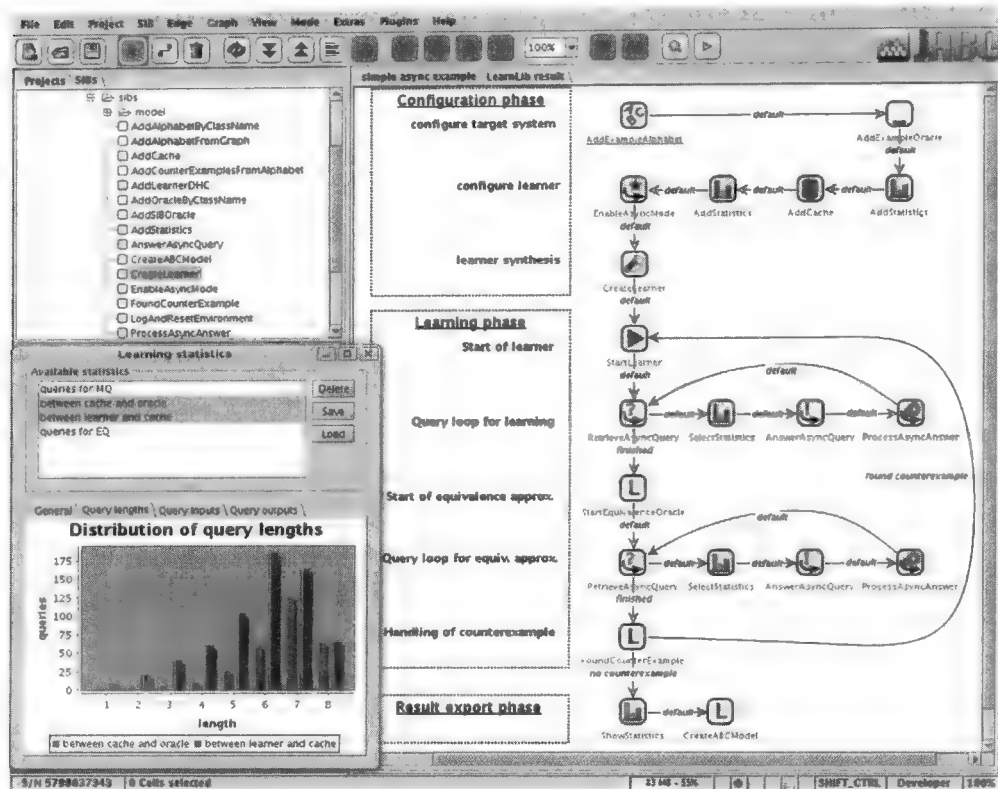 File Edit Project SIB Edge Graph View Mode Extras Plugins Help
100%
jABC
Projects SIBs
simple async example LearnLib result
sibs
model
AddAlphabetByClassName
AddAlphabetFromGraph
AddCache
AddCounterExamplesFromAlphabet
AddLearnerDHC
AddOracleByClassName
AddSIBOracle
AddStatistics
AnswerAsyncQuery
CreateABCModel
CreateLearner
EnableAsyncMode
FoundCounterExample
LogAndResetEnvironment
ProcessAsyncAnswer
Learning statistics
Available statistics
queries for MQ
between cache and oracle
between learner and cache
queries for EQ
Delete
Save
Load
General Query lengths Query inputs Query outputs
Distribution of query lengths
queries
175
150
125
100
75
50
25
0
1 2 3 4 5 6 7 8
length
between cache and oracle between learner and cache
Configuration phase
configure target system
configure learner
learner synthesis
Learning phase
Start of learner
Query loop for learning
Start of equivalence approx.
Query loop for equiv. approx.
Handling of counterexample
Result export phase
AddExampleAlphabet
default
AddExampleOracle
default
default default default
EnableAsyncMode AddStatistics AddCache AddStatistics
default
CreateLearner
default
StartLearner
default
default
default default default
RetrieveAsyncQuery SelectStatistics AnswerAsyncQuery ProcessAsyncAnswer
finished
found counterexample
StartEquivalenceOracle
default
default
default default default
RetrieveAsyncQuery SelectStatistics AnswerAsyncQuery ProcessAsyncAnswer
finished
FoundCounterExample
no counterexample
default
ShowStatistics CreateABCModel
S/N 5798837343 0 Cells selected
SHIFT_CTRL Developer 100%